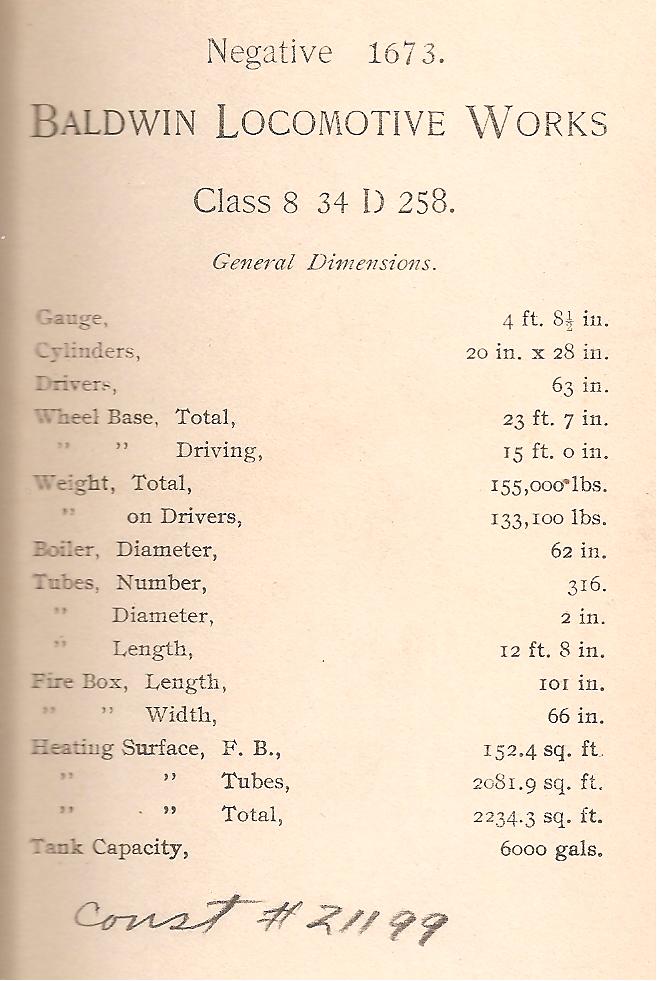 Negative 1673.
BALDWIN LOCOMOTIVE WORKS
Class 8 34 D 258.
General Dimensions.
Gauge, 4 ft. 8½ in.
Cylinders, 20 in. x 28 in.
Drivers, 63 in.
Wheel Base, Total, 23 ft. 7 in.
" " Driving, 15 ft. 0 in.
Weight, Total, 155,000 lbs.
" on Drivers, 133,100 lbs.
Boiler, Diameter, 62 in.
Tubes, Number, 316.
" Diameter, 2 in.
" Length, 12 ft. 8 in.
Fire Box, Length, 101 in.
" " Width, 66 in.
Heating Surface, F. B., 152.4 sq. ft.
" " Tubes, 2081.9 sq. ft.
" " Total, 2234.3 sq. ft.
Tank Capacity, 6000 gals.
Const # 21199